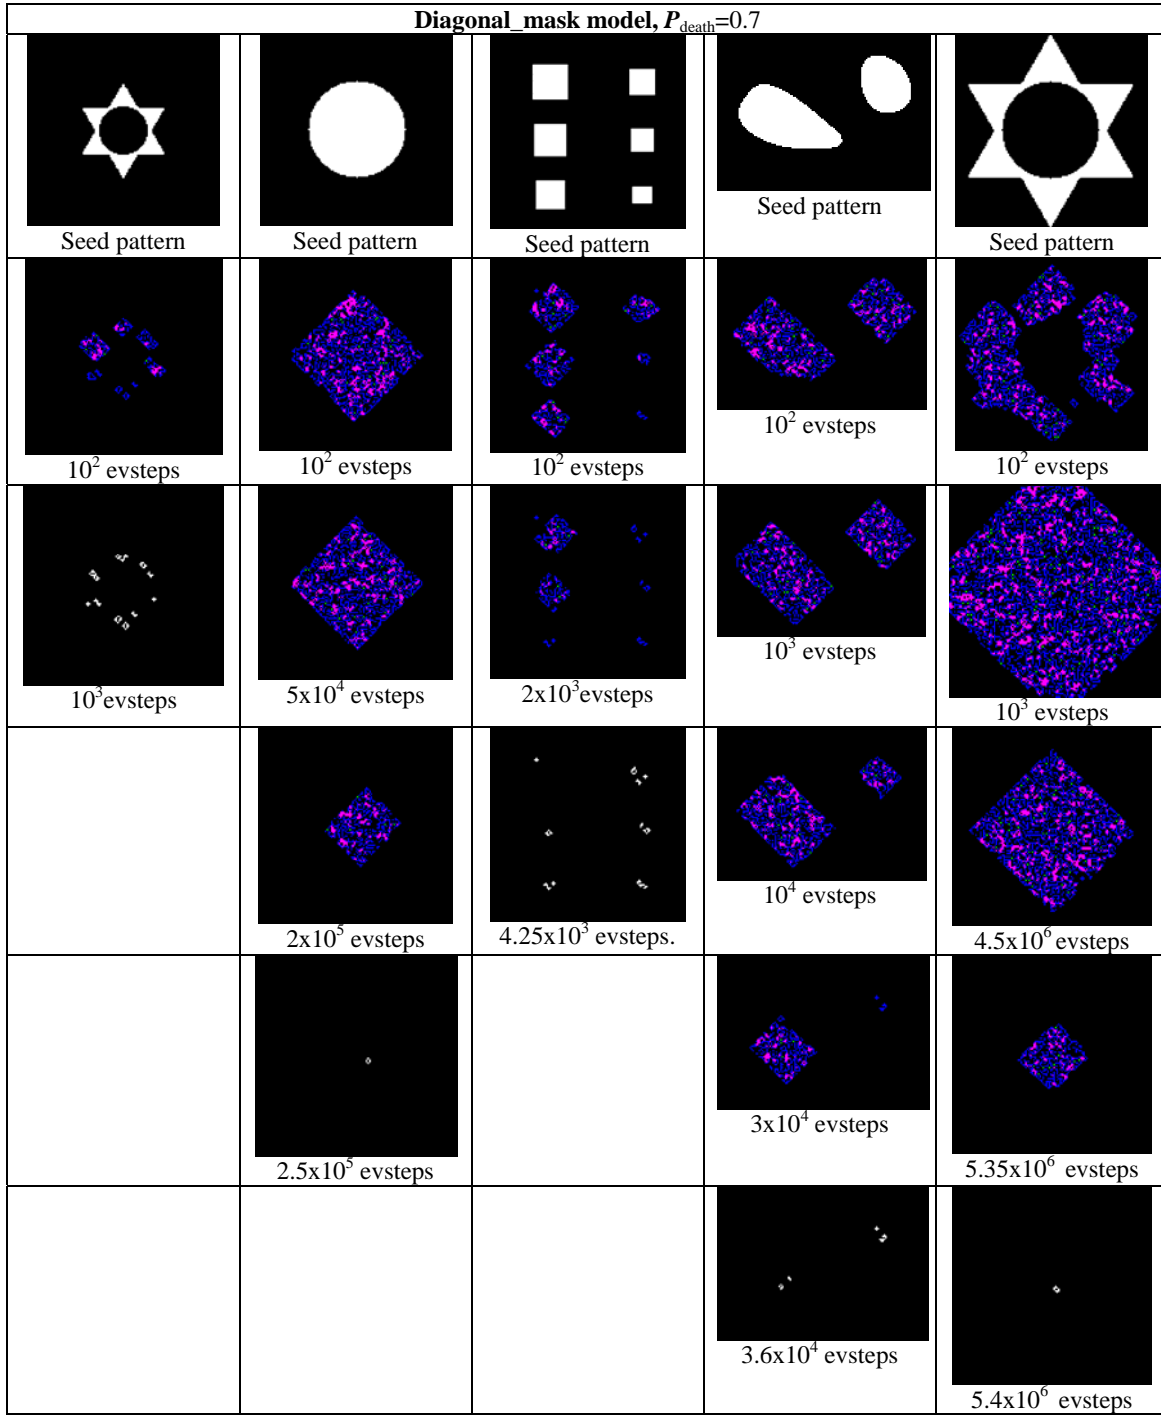 Diagonal_mask model, P_death=0.7
Seed pattern
Seed pattern
Seed pattern
Seed pattern
Seed pattern
10² evsteps
10² evsteps
10² evsteps
10² evsteps
10² evsteps
10³evsteps
5x10⁴ evsteps
2x10³evsteps
10³ evsteps
10³ evsteps
2x10⁵ evsteps
4.25x10³ evsteps.
10⁴ evsteps
4.5x10⁶ evsteps
2.5x10⁵ evsteps
3x10⁴ evsteps
5.35x10⁶ evsteps
3.6x10⁴ evsteps
5.4x10⁶ evsteps